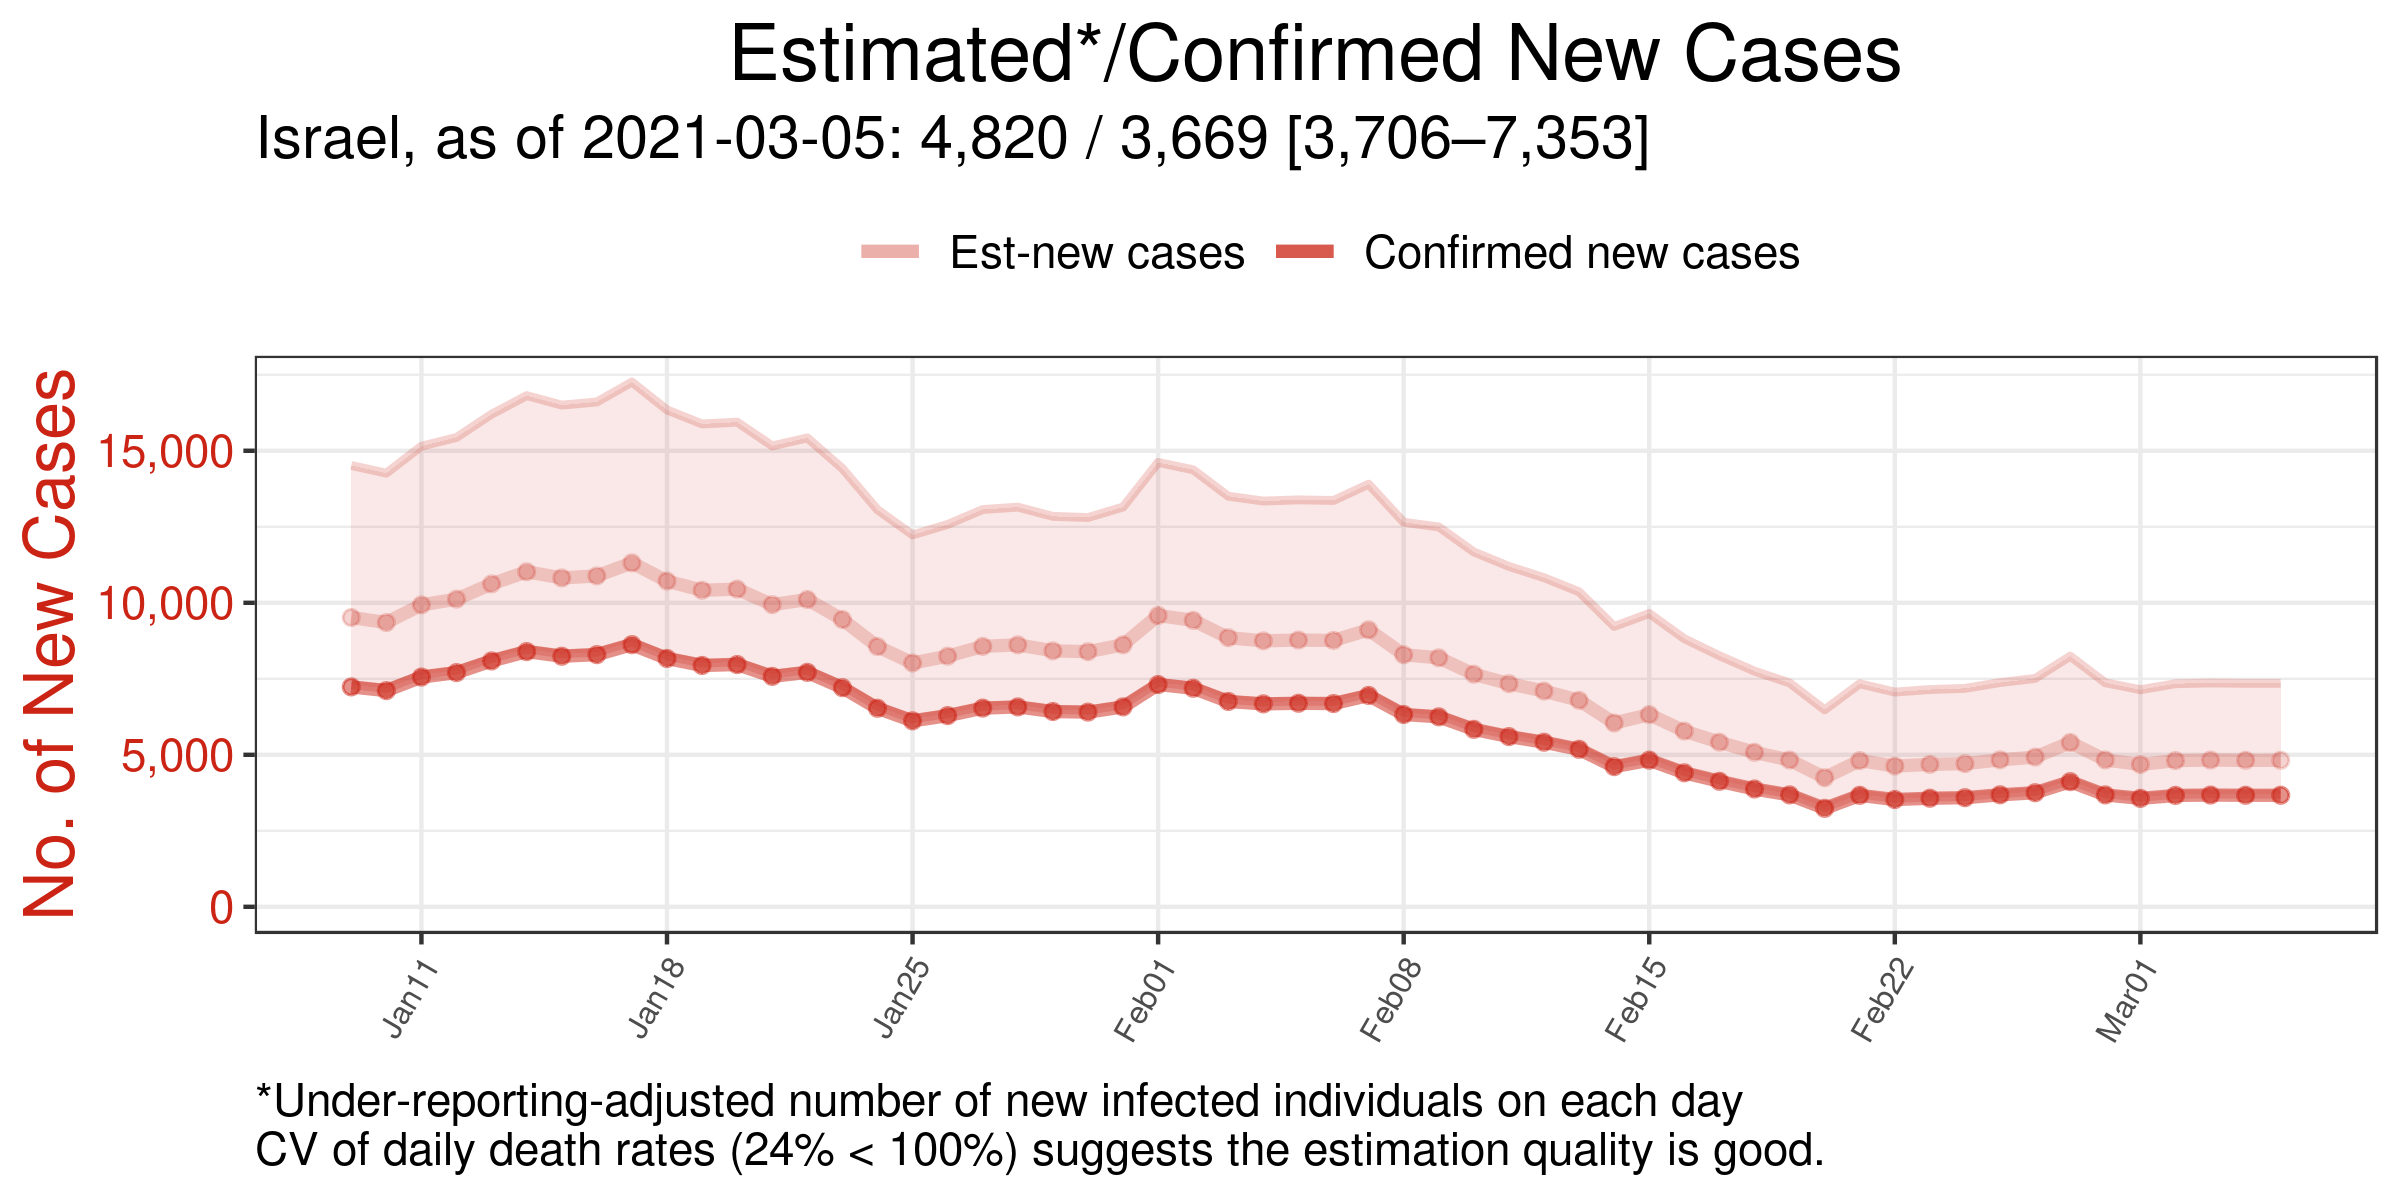 Estimated*/Confirmed New Cases
Israel, as of 2021-03-05: 4,820 / 3,669 [3,706–7,353]
Est-new cases
Confirmed new cases
No. of New Cases
15,000
10,000
5,000
0
Jan11
Jan18
Jan25
Feb01
Feb08
Feb15
Feb22
Mar01
*Under-reporting-adjusted number of new infected individuals on each day
CV of daily death rates (24% < 100%) suggests the estimation quality is good.